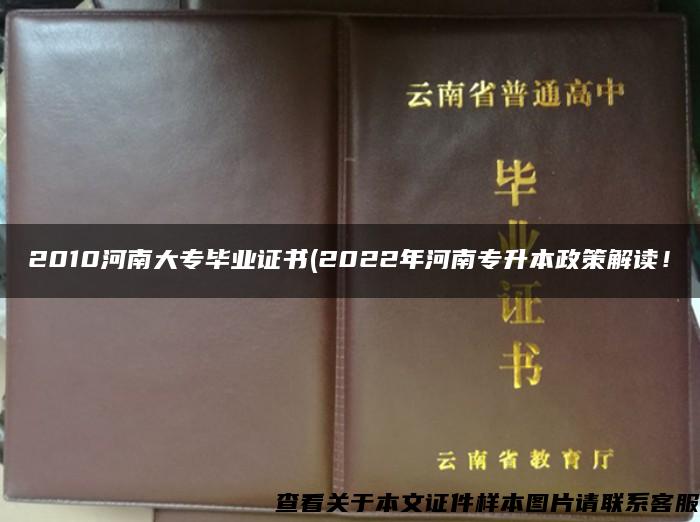 云南省普通高中
毕
业
2010河南大专毕业证书(2022年河南专升本政策解读！
证
书
云南省教育厅
查看关于本文证件样本图片请联系客服